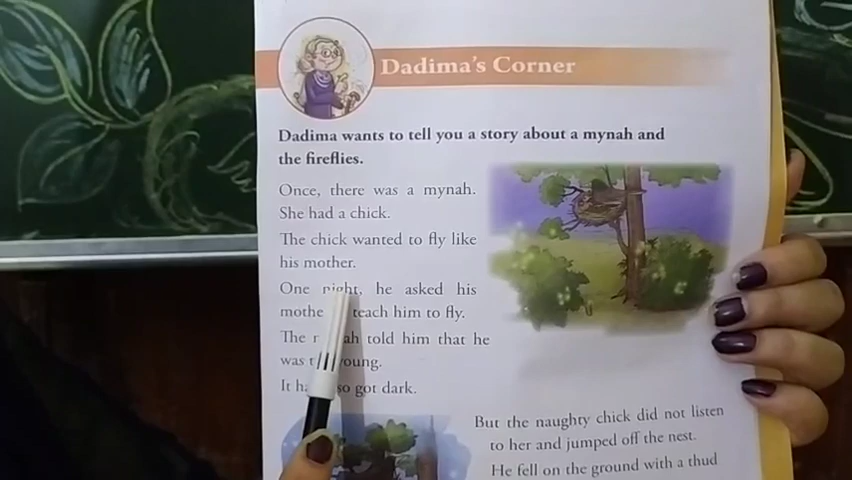 Dadima's Corner
Dadima wants to tell you a story about a mynah and
the fireflies.
Once, there was a mynah.
She had a chick.
The chick wanted to fly like
his mother.
One night, he asked his
mothe teach him to fly.
The ah told him that he
was young.
It ha so got dark.
But the naughty chick did not listen
to her and jumped off the nest.
He fell on the ground with a thud